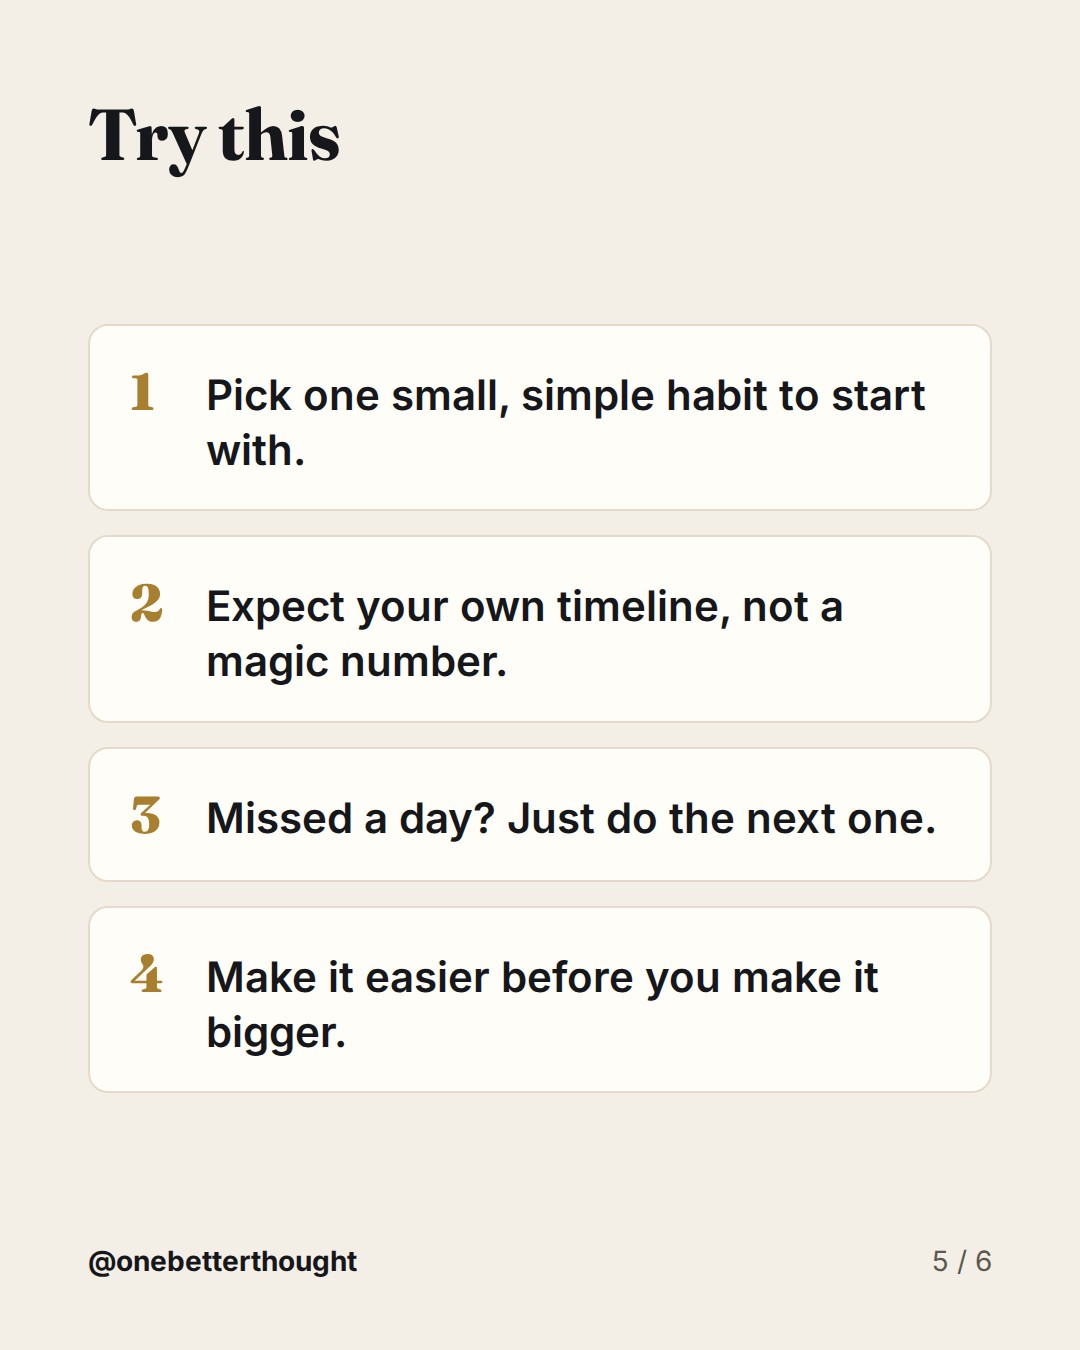 Try this
1 Pick one small, simple habit to start
with.
2 Expect your own timeline, not a
magic number.
3 Missed a day? Just do the next one.
4 Make it easier before you make it
bigger.
@onebetterthought 5 / 6